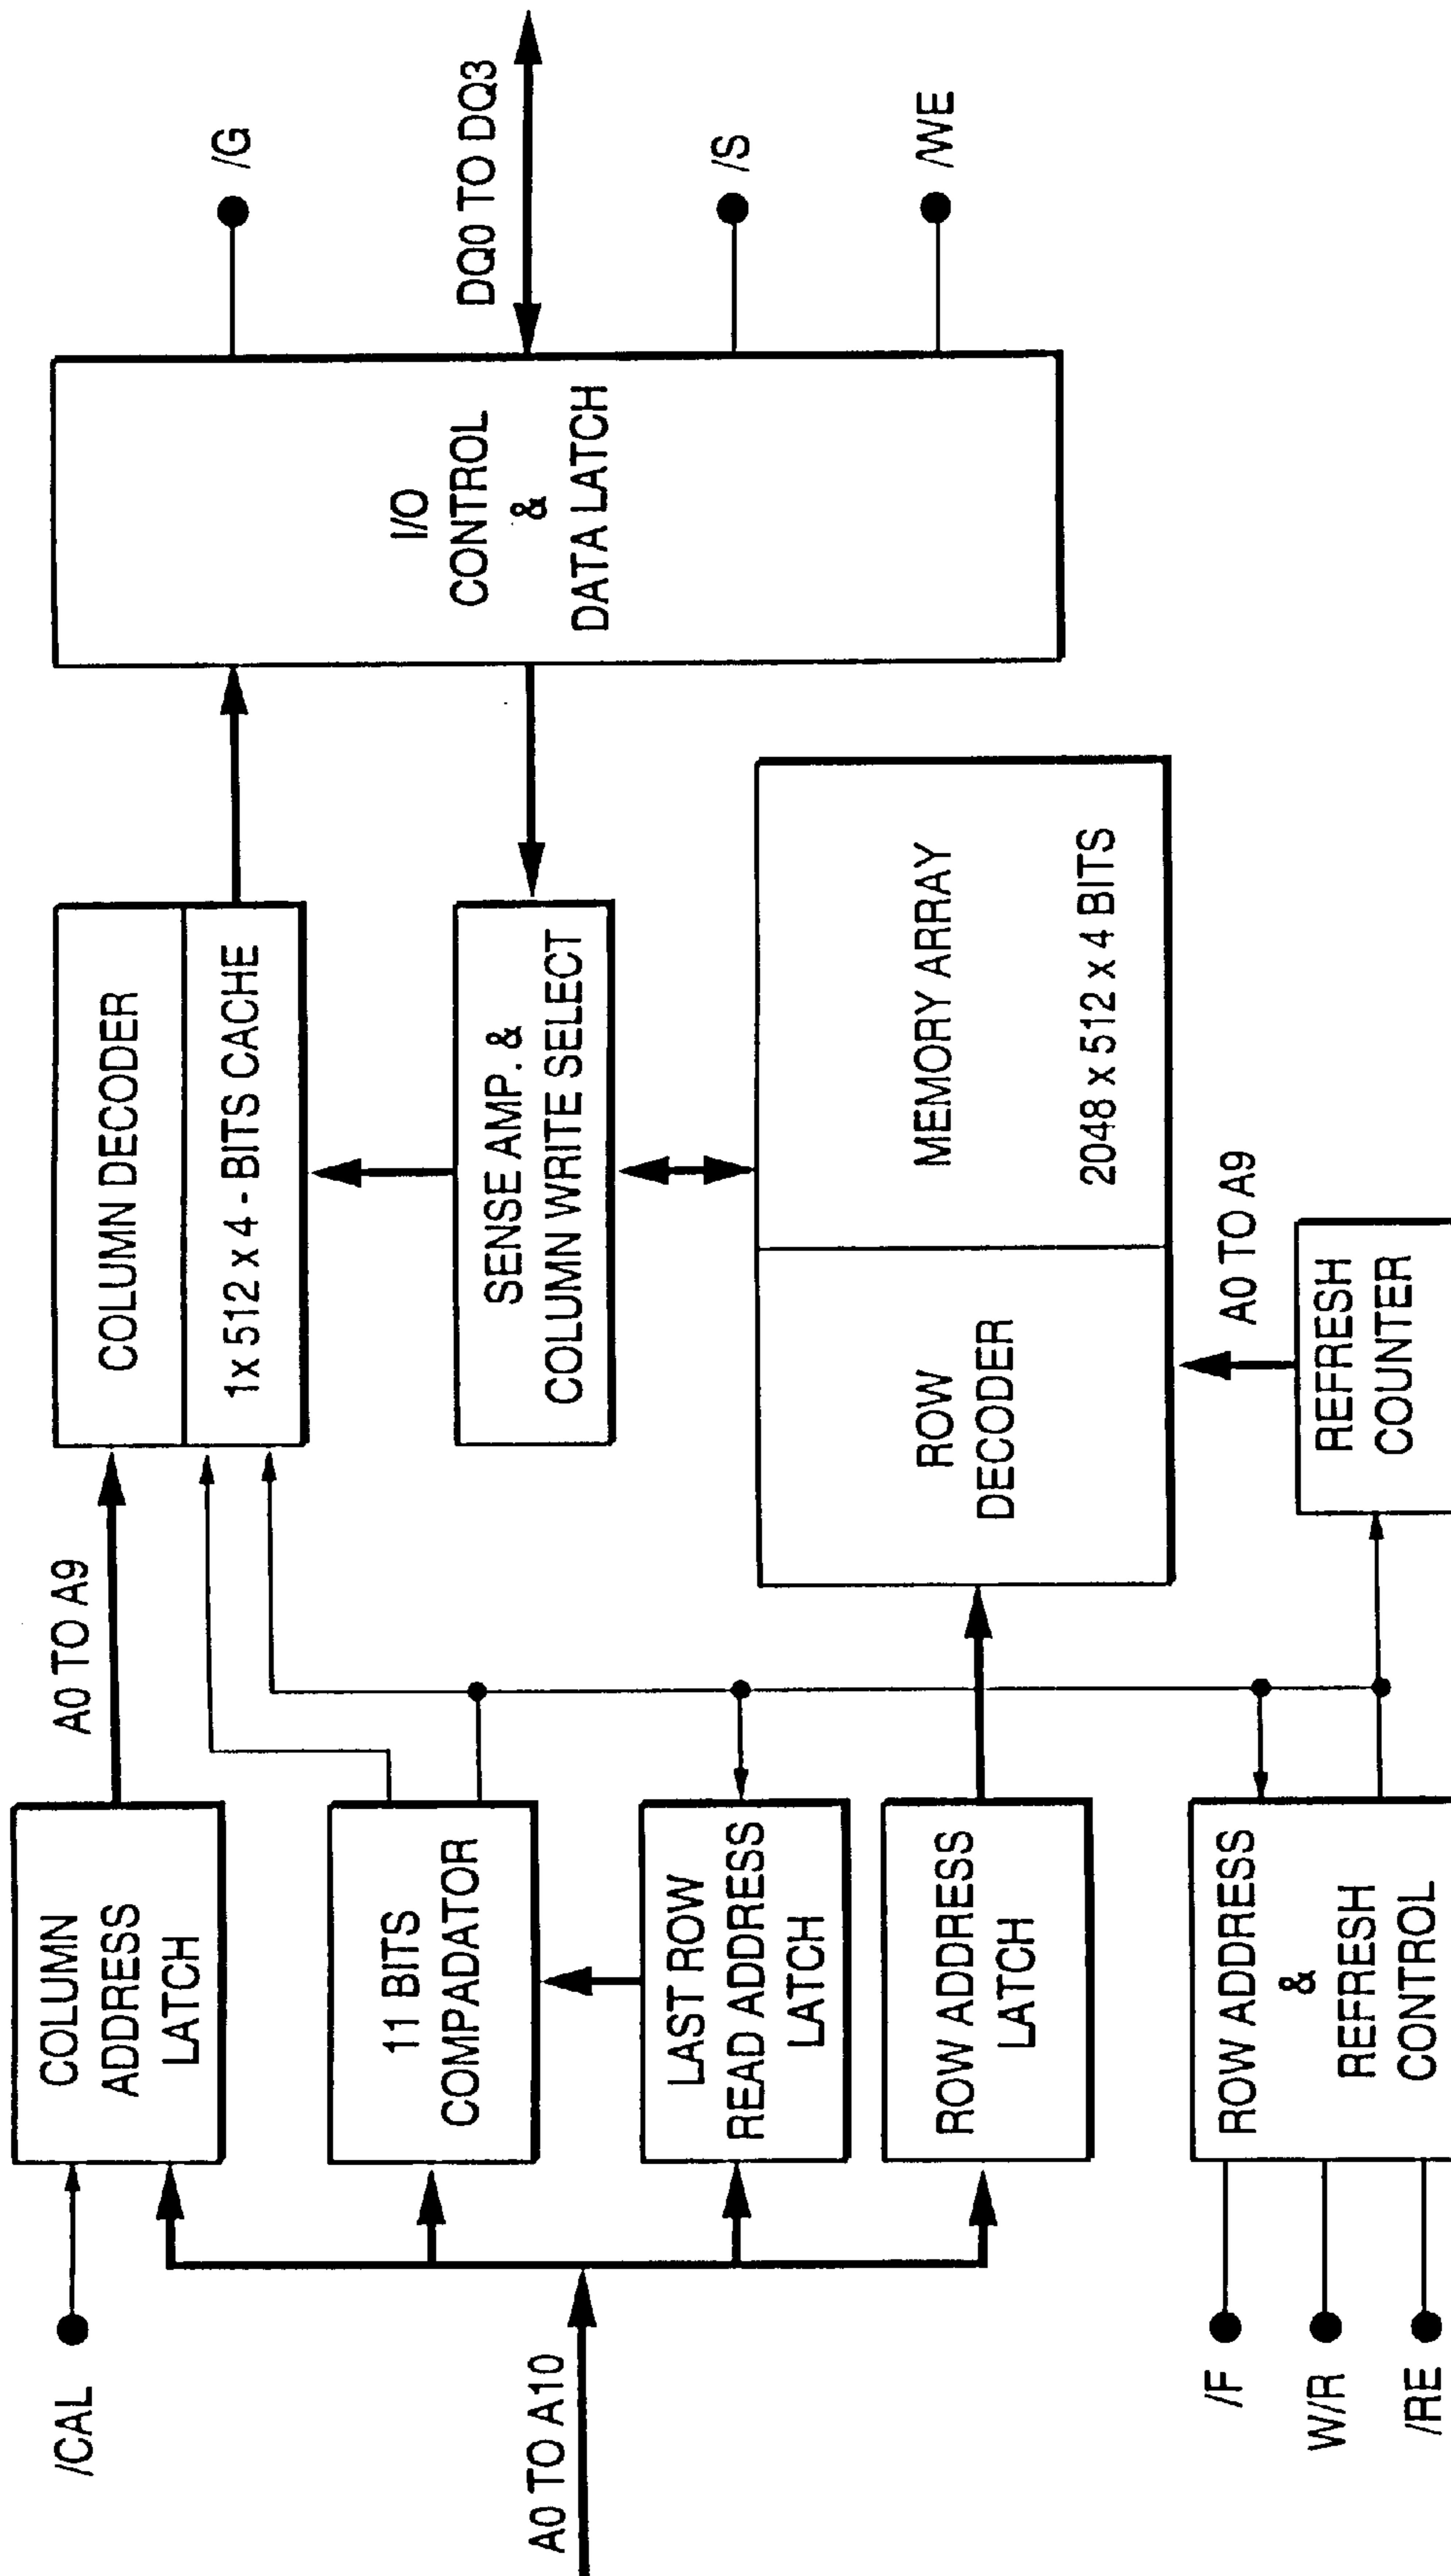 /CAL
COLUMN
ADDRESS
LATCH
A0 TO A9
COLUMN DECODER
1x 512 x 4 - BITS CACHE
/G
A0 TO A10
11 BITS
COMPADATOR
SENSE AMP. &
COLUMN WRITE SELECT
I/O
CONTROL
&
DATA LATCH
DQ0 TO DQ3
LAST ROW
READ ADDRESS
LATCH
/S
ROW ADDRESS
LATCH
ROW
DECODER
MEMORY ARRAY
2048 x 512 x 4 BITS
/WE
/F
W/R
/RE
ROW ADDRESS
&
REFRESH
CONTROL
A0 TO A9
REFRESH
COUNTER